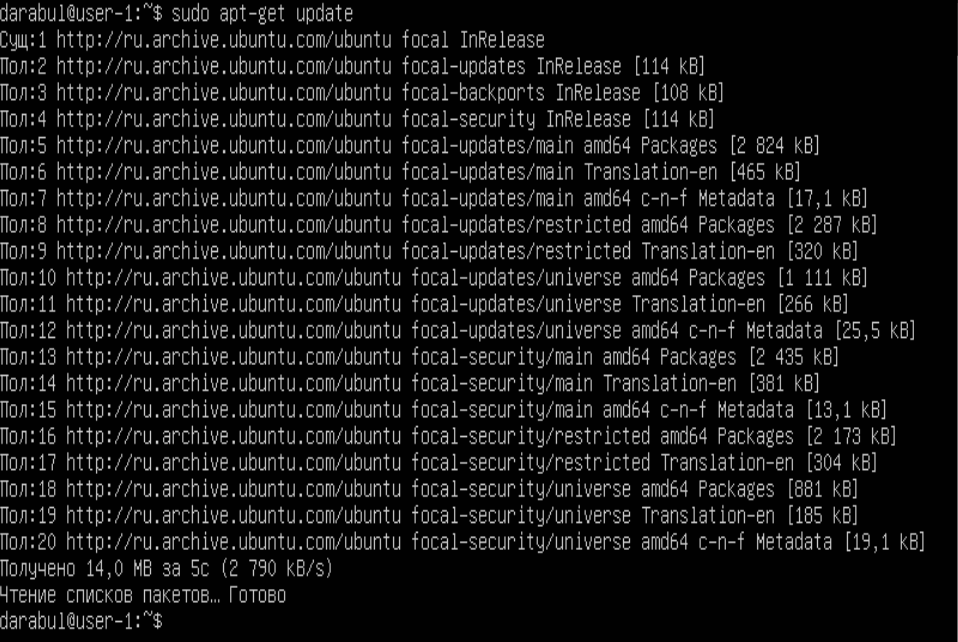 darabul@user-1:~$ sudo apt-get update
Сущ:1 http://ru.archive.ubuntu.com/ubuntu focal InRelease
Пол:2 http://ru.archive.ubuntu.com/ubuntu focal-updates InRelease [114 kB]
Пол:3 http://ru.archive.ubuntu.com/ubuntu focal-backports InRelease [108 kB]
Пол:4 http://ru.archive.ubuntu.com/ubuntu focal-security InRelease [114 kB]
Пол:5 http://ru.archive.ubuntu.com/ubuntu focal-updates/main amd64 Packages [2 824 kB]
Пол:6 http://ru.archive.ubuntu.com/ubuntu focal-updates/main Translation-en [465 kB]
Пол:7 http://ru.archive.ubuntu.com/ubuntu focal-updates/main amd64 c-n-f Metadata [17,1 kB]
Пол:8 http://ru.archive.ubuntu.com/ubuntu focal-updates/restricted amd64 Packages [2 287 kB]
Пол:9 http://ru.archive.ubuntu.com/ubuntu focal-updates/restricted Translation-en [320 kB]
Пол:10 http://ru.archive.ubuntu.com/ubuntu focal-updates/universe amd64 Packages [1 111 kB]
Пол:11 http://ru.archive.ubuntu.com/ubuntu focal-updates/universe Translation-en [266 kB]
Пол:12 http://ru.archive.ubuntu.com/ubuntu focal-updates/universe amd64 c-n-f Metadata [25,5 kB]
Пол:13 http://ru.archive.ubuntu.com/ubuntu focal-security/main amd64 Packages [2 435 kB]
Пол:14 http://ru.archive.ubuntu.com/ubuntu focal-security/main Translation-en [381 kB]
Пол:15 http://ru.archive.ubuntu.com/ubuntu focal-security/main amd64 c-n-f Metadata [13,1 kB]
Пол:16 http://ru.archive.ubuntu.com/ubuntu focal-security/restricted amd64 Packages [2 173 kB]
Пол:17 http://ru.archive.ubuntu.com/ubuntu focal-security/restricted Translation-en [304 kB]
Пол:18 http://ru.archive.ubuntu.com/ubuntu focal-security/universe amd64 Packages [881 kB]
Пол:19 http://ru.archive.ubuntu.com/ubuntu focal-security/universe Translation-en [185 kB]
Пол:20 http://ru.archive.ubuntu.com/ubuntu focal-security/universe amd64 c-n-f Metadata [19,1 kB]
Получено 14,0 MB за 5с (2 790 kB/s)
Чтение списков пакетов… Готово
darabul@user-1:~$